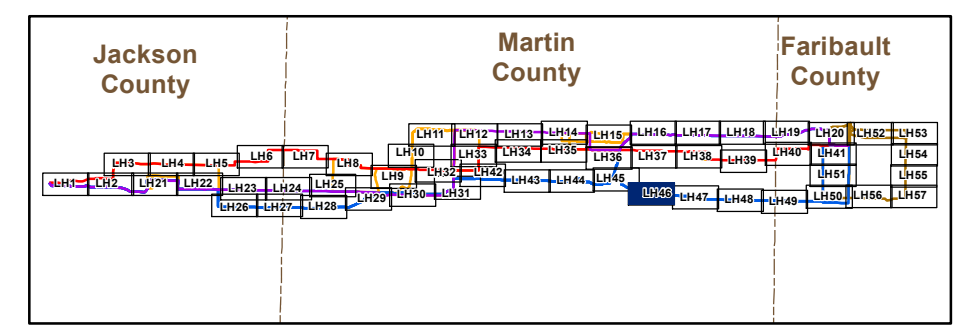 Jackson
County
Martin
County
Faribault
County
LH11 LH12 LH13 LH14 LH15 LH16 LH17 LH18 LH19 LH20 LH52 LH53
LH3 LH4 LH5 LH6 LH7 LH8 LH10 LH33 LH34 LH35 LH36 LH37 LH38 LH39 LH40 LH41 LH54
LH1 LH2 LH21 LH22 LH23 LH24 LH25 LH9 LH32 LH42 LH43 LH44 LH45 LH51 LH55
LH26 LH27 LH28 LH29 LH30 LH31 LH46 LH47 LH48 LH49 LH50 LH56 LH57